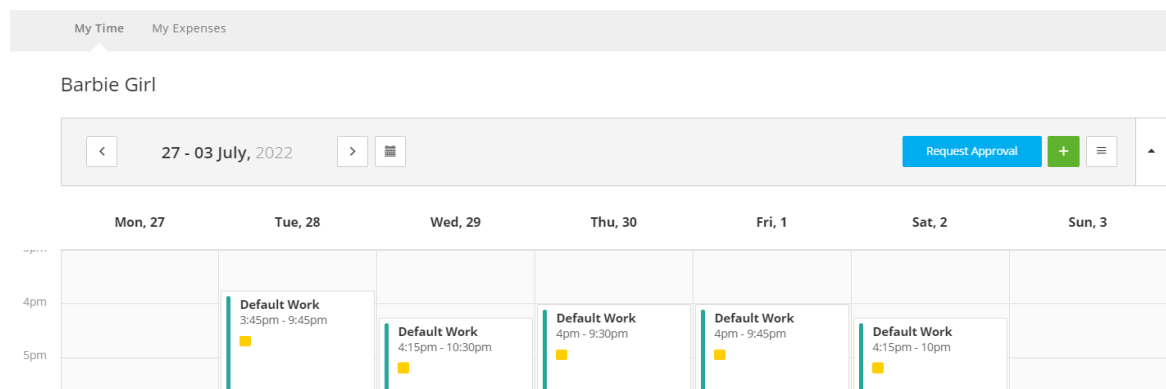 My Time My Expenses
Barbie Girl
27 - 03 July, 2022
Request Approval
Mon, 27 Tue, 28 Wed, 29 Thu, 30 Fri, 1 Sat, 2 Sun, 3
4pm
5pm
Default Work
3:45pm - 9:45pm
Default Work
4:15pm - 10:30pm
Default Work
4pm - 9:30pm
Default Work
4pm - 9:45pm
Default Work
4:15pm - 10pm